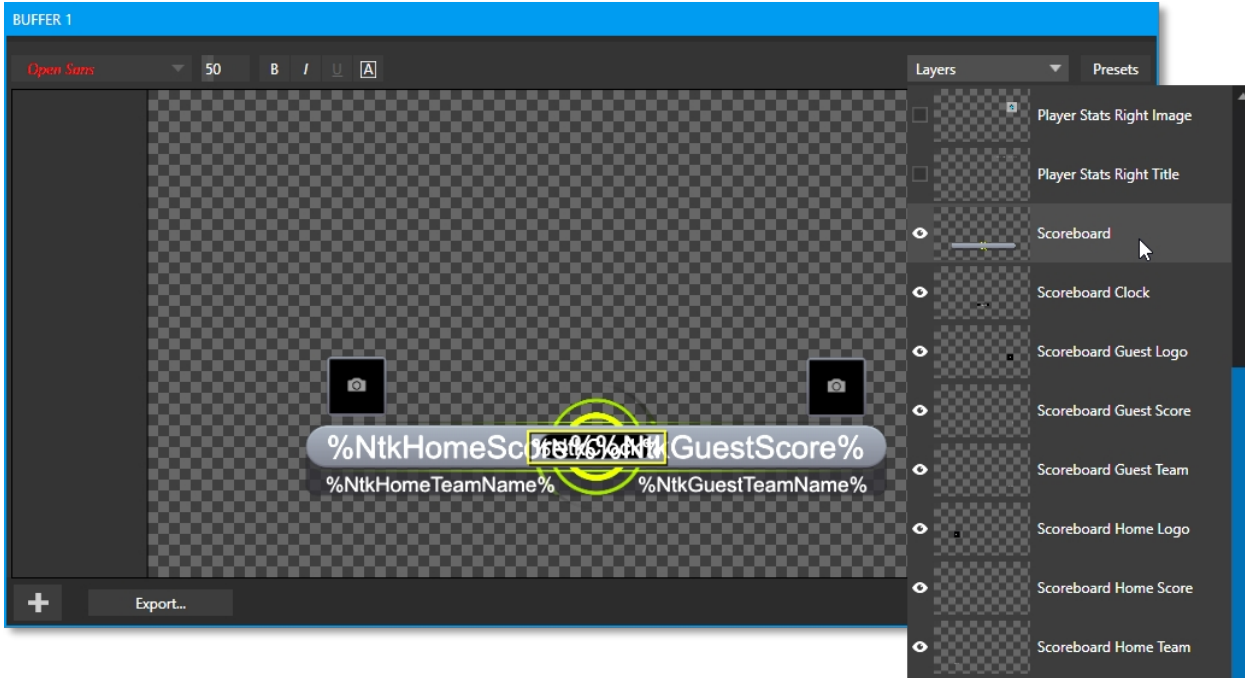 BUFFER 1
Open Sans 50 B I U A Layers Presets
Player Stats Right Image
Player Stats Right Title
Scoreboard
Scoreboard Clock
Scoreboard Guest Logo
Scoreboard Guest Score
Scoreboard Guest Team
Scoreboard Home Logo
Scoreboard Home Score
Scoreboard Home Team
%NtkHomeScore% %NtkGuestScore%
%NtkHomeTeamName% %NtkGuestTeamName%
Export...